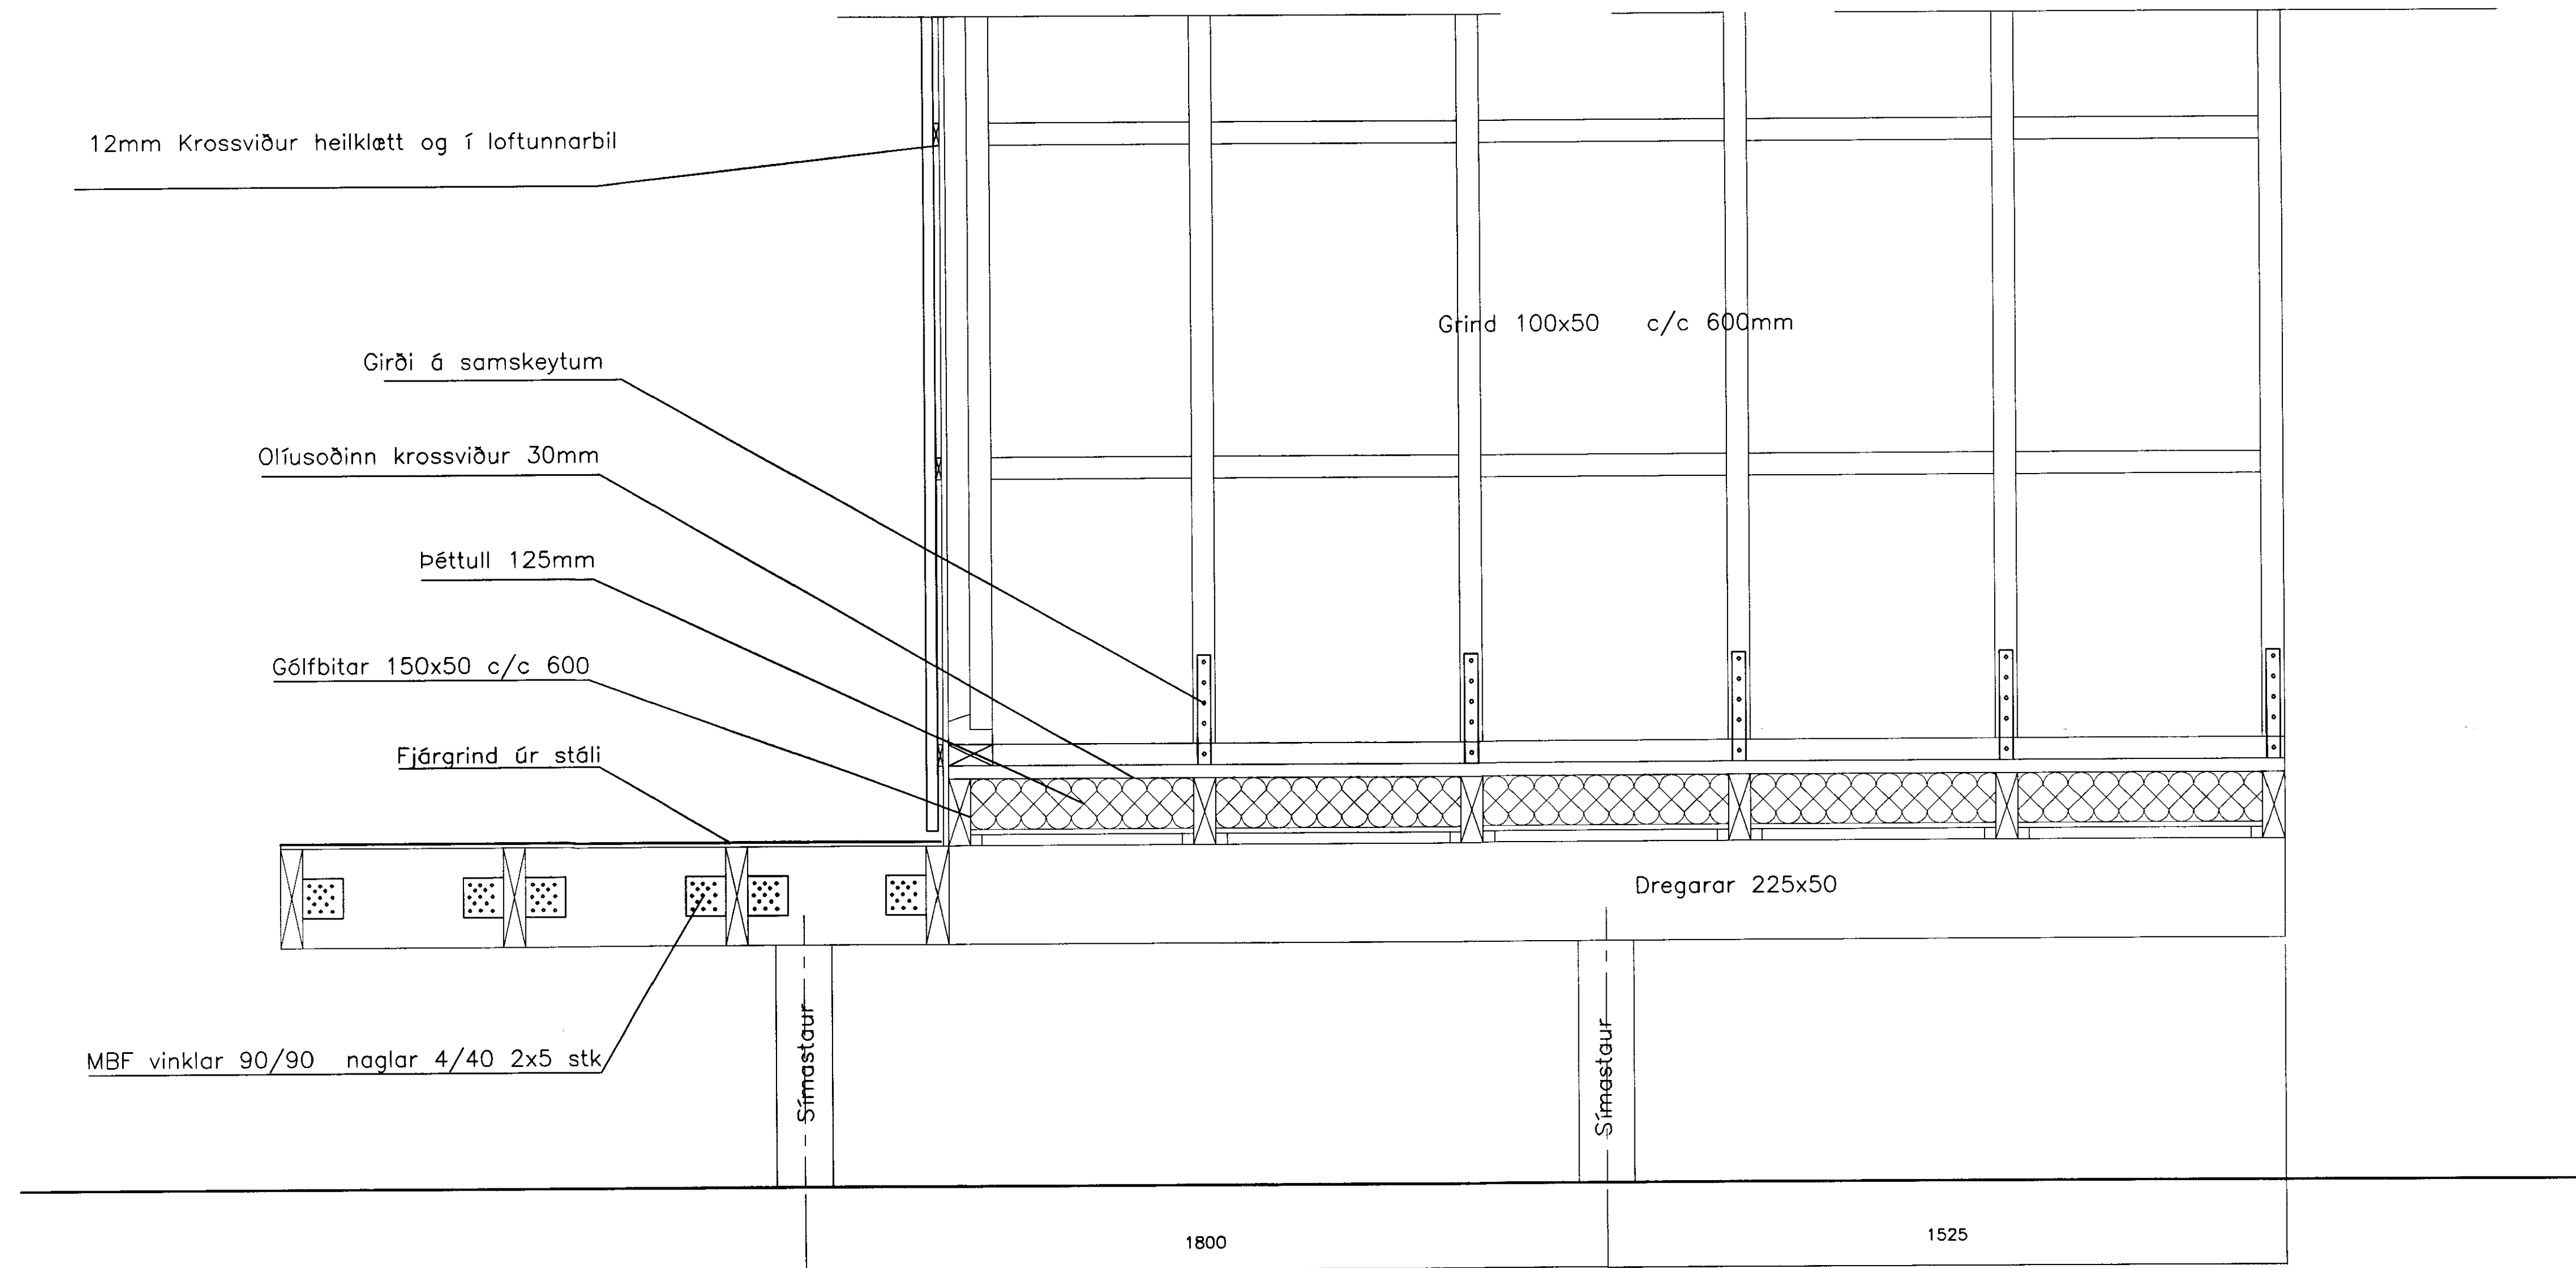 12mm Krossviður heilklætt og í loftunnarbil
Grind 100x50 c/c 600mm
Girði á samskeytum
Olíusoðinn krossviður 30mm
Þéttull 125mm
Gólfbitar 150x50 c/c 600
Fjárgrind úr stáli
Dregarar 225x50
MBF vinklar 90/90 naglar 4/40 2x5 stk
Símastaur
Símastaur
1800
1525